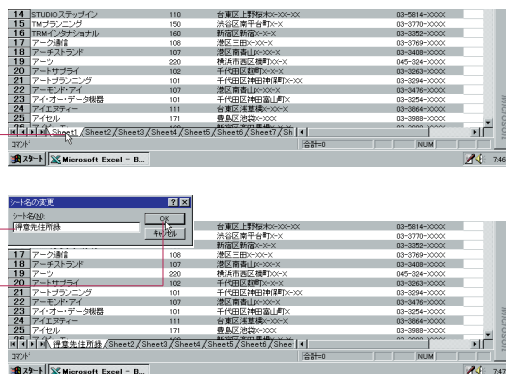 14 STUDIOステップイン 110 台東区上野桜木X-XX-XX 03-5814-XXXX
15 TMプランニング 150 渋谷区南平台町X-X 03-3770-XXXX
16 TRMインタナショナル 160 新宿区新宿X-X-X 03-3352-XXXX
17 アーク通信 108 港区三田X-XX-X 03-3769-XXXX
18 アーチストランド 107 港区南青山X-XXX-X 03-3408-XXXX
19 アーツ 220 横浜市西区槻町X-X 045-324-XXXX
20 アートサプライ 102 千代田区麹町X-X-X 03-3263-XXXX
21 アートプランニング 101 千代田区神田神保町X-XX 03-3294-XXXX
22 アーモンド・アイ 107 港区南青山X-XX-X 03-3476-XXXX
23 アイ・オー・データ機器 101 千代田区神田富山町X 03-3254-XXXX
24 アイエヌティー 111 台東区浅草橋X-XXX-X 03-3864-XXXX
25 アイセル 171 豊島区池袋X-XXX 03-3988-XXXX
Sheet1 Sheet2 Sheet3 Sheet4 Sheet5 Sheet6 Sheet7 Sh
コマンド 合計=0 NUM
スタート Microsoft Excel - B... 7:46
シート名の変更
シート名(N): OK
得意先住所録 キャンセル
台東区上野桜木X-XX-XX 03-5814-XXXX
渋谷区南平台町X-X 03-3770-XXXX
新宿区新宿X-X-X 03-3352-XXXX
17 アーク通信 108 港区三田X-XX-X 03-3769-XXXX
18 アーチストランド 107 港区南青山X-XXX-X 03-3408-XXXX
19 アーツ 220 横浜市西区槻町X-X 045-324-XXXX
20 アートサプライ 102 千代田区麹町X-X-X 03-3263-XXXX
21 アートプランニング 101 千代田区神田神保町X-XX 03-3294-XXXX
22 アーモンド・アイ 107 港区南青山X-XX-X 03-3476-XXXX
23 アイ・オー・データ機器 101 千代田区神田富山町X 03-3254-XXXX
24 アイエヌティー 111 台東区浅草橋X-XXX-X 03-3864-XXXX
25 アイセル 171 豊島区池袋X-XXX 03-3988-XXXX
得意先住所録 Sheet2 Sheet3 Sheet4 Sheet5 Sheet6 Shee
コマンド 合計=0 NUM
スタート Microsoft Excel - B... 7:47